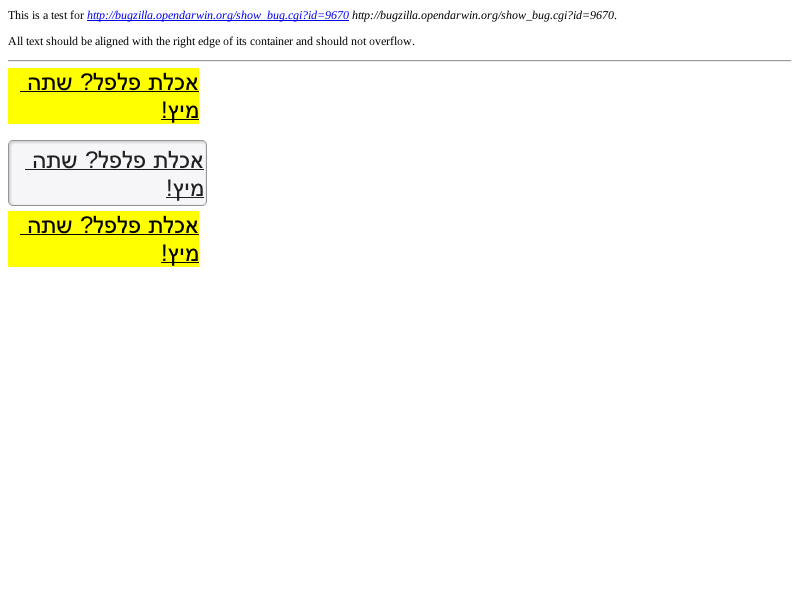 This is a test for http://bugzilla.opendarwin.org/show_bug.cgi?id=9670 http://bugzilla.opendarwin.org/show_bug.cgi?id=9670.
All text should be aligned with the right edge of its container and should not overflow.
אכלת פלפל? שתה
מיץ!
אכלת פלפל? שתה
מיץ!
אכלת פלפל? שתה
מיץ!